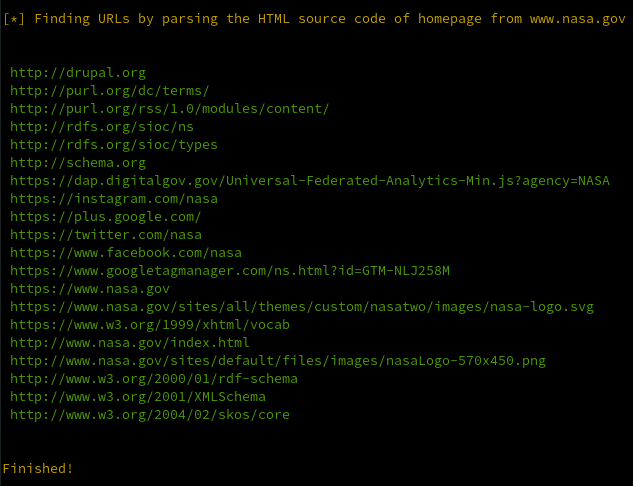 [*] Finding URLs by parsing the HTML source code of homepage from www.nasa.gov
http://drupal.org
http://purl.org/dc/terms/
http://purl.org/rss/1.0/modules/content/
http://rdfs.org/sioc/ns
http://rdfs.org/sioc/types
http://schema.org
https://dap.digitalgov.gov/Universal-Federated-Analytics-Min.js?agency=NASA
https://instagram.com/nasa
https://plus.google.com/
https://twitter.com/nasa
https://www.facebook.com/nasa
https://www.googletagmanager.com/ns.html?id=GTM-NLJ258M
https://www.nasa.gov
https://www.nasa.gov/sites/all/themes/custom/nasatwo/images/nasa-logo.svg
https://www.w3.org/1999/xhtml/vocab
http://www.nasa.gov/index.html
http://www.nasa.gov/sites/default/files/images/nasaLogo-570x450.png
http://www.w3.org/2000/01/rdf-schema
http://www.w3.org/2001/XMLSchema
http://www.w3.org/2004/02/skos/core
Finished!